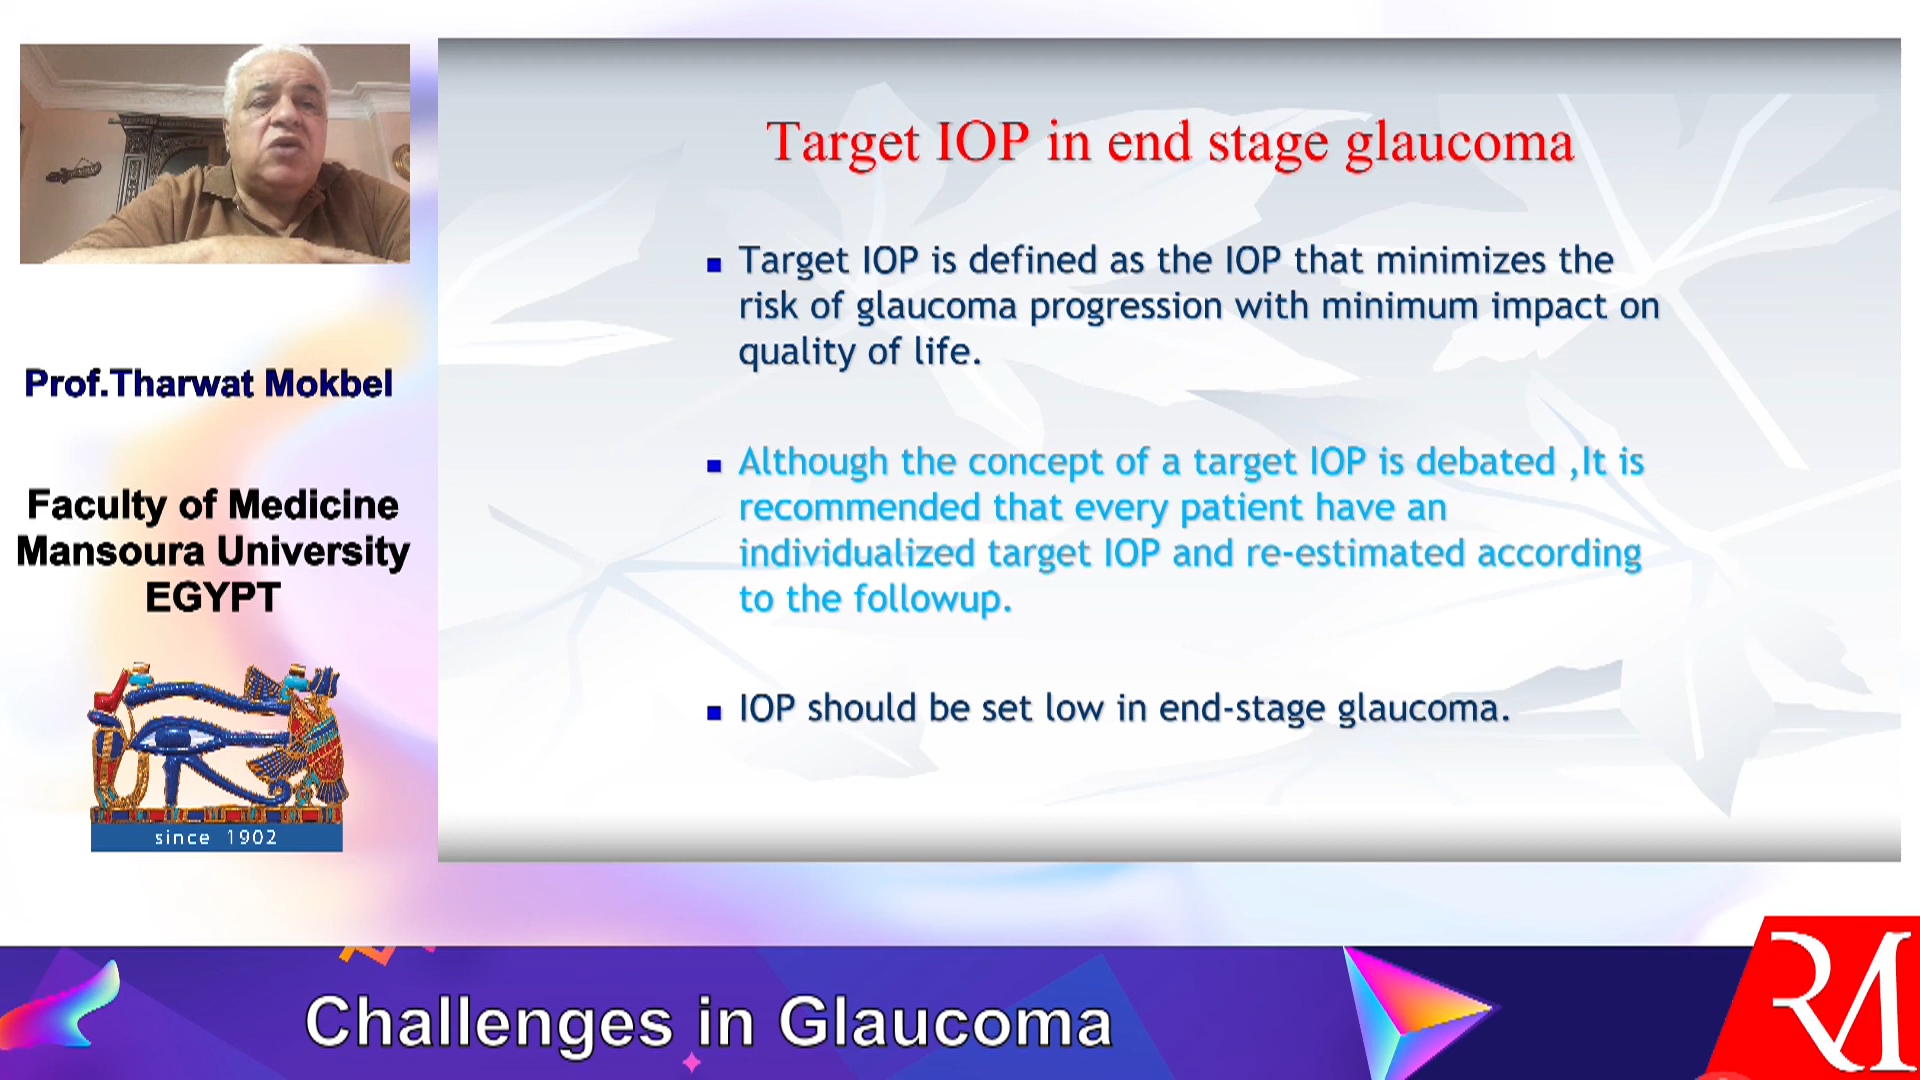 Prof.Tharwat Mokbel
Faculty of Medicine
Mansoura University
EGYPT
since 1902
Target IOP in end stage glaucoma
Target IOP is defined as the IOP that minimizes the
risk of glaucoma progression with minimum impact on
quality of life.
Although the concept of a target IOP is debated ,It is
recommended that every patient have an
individualized target IOP and re-estimated according
to the followup.
IOP should be set low in end-stage glaucoma.
Challenges in Glaucoma
RM